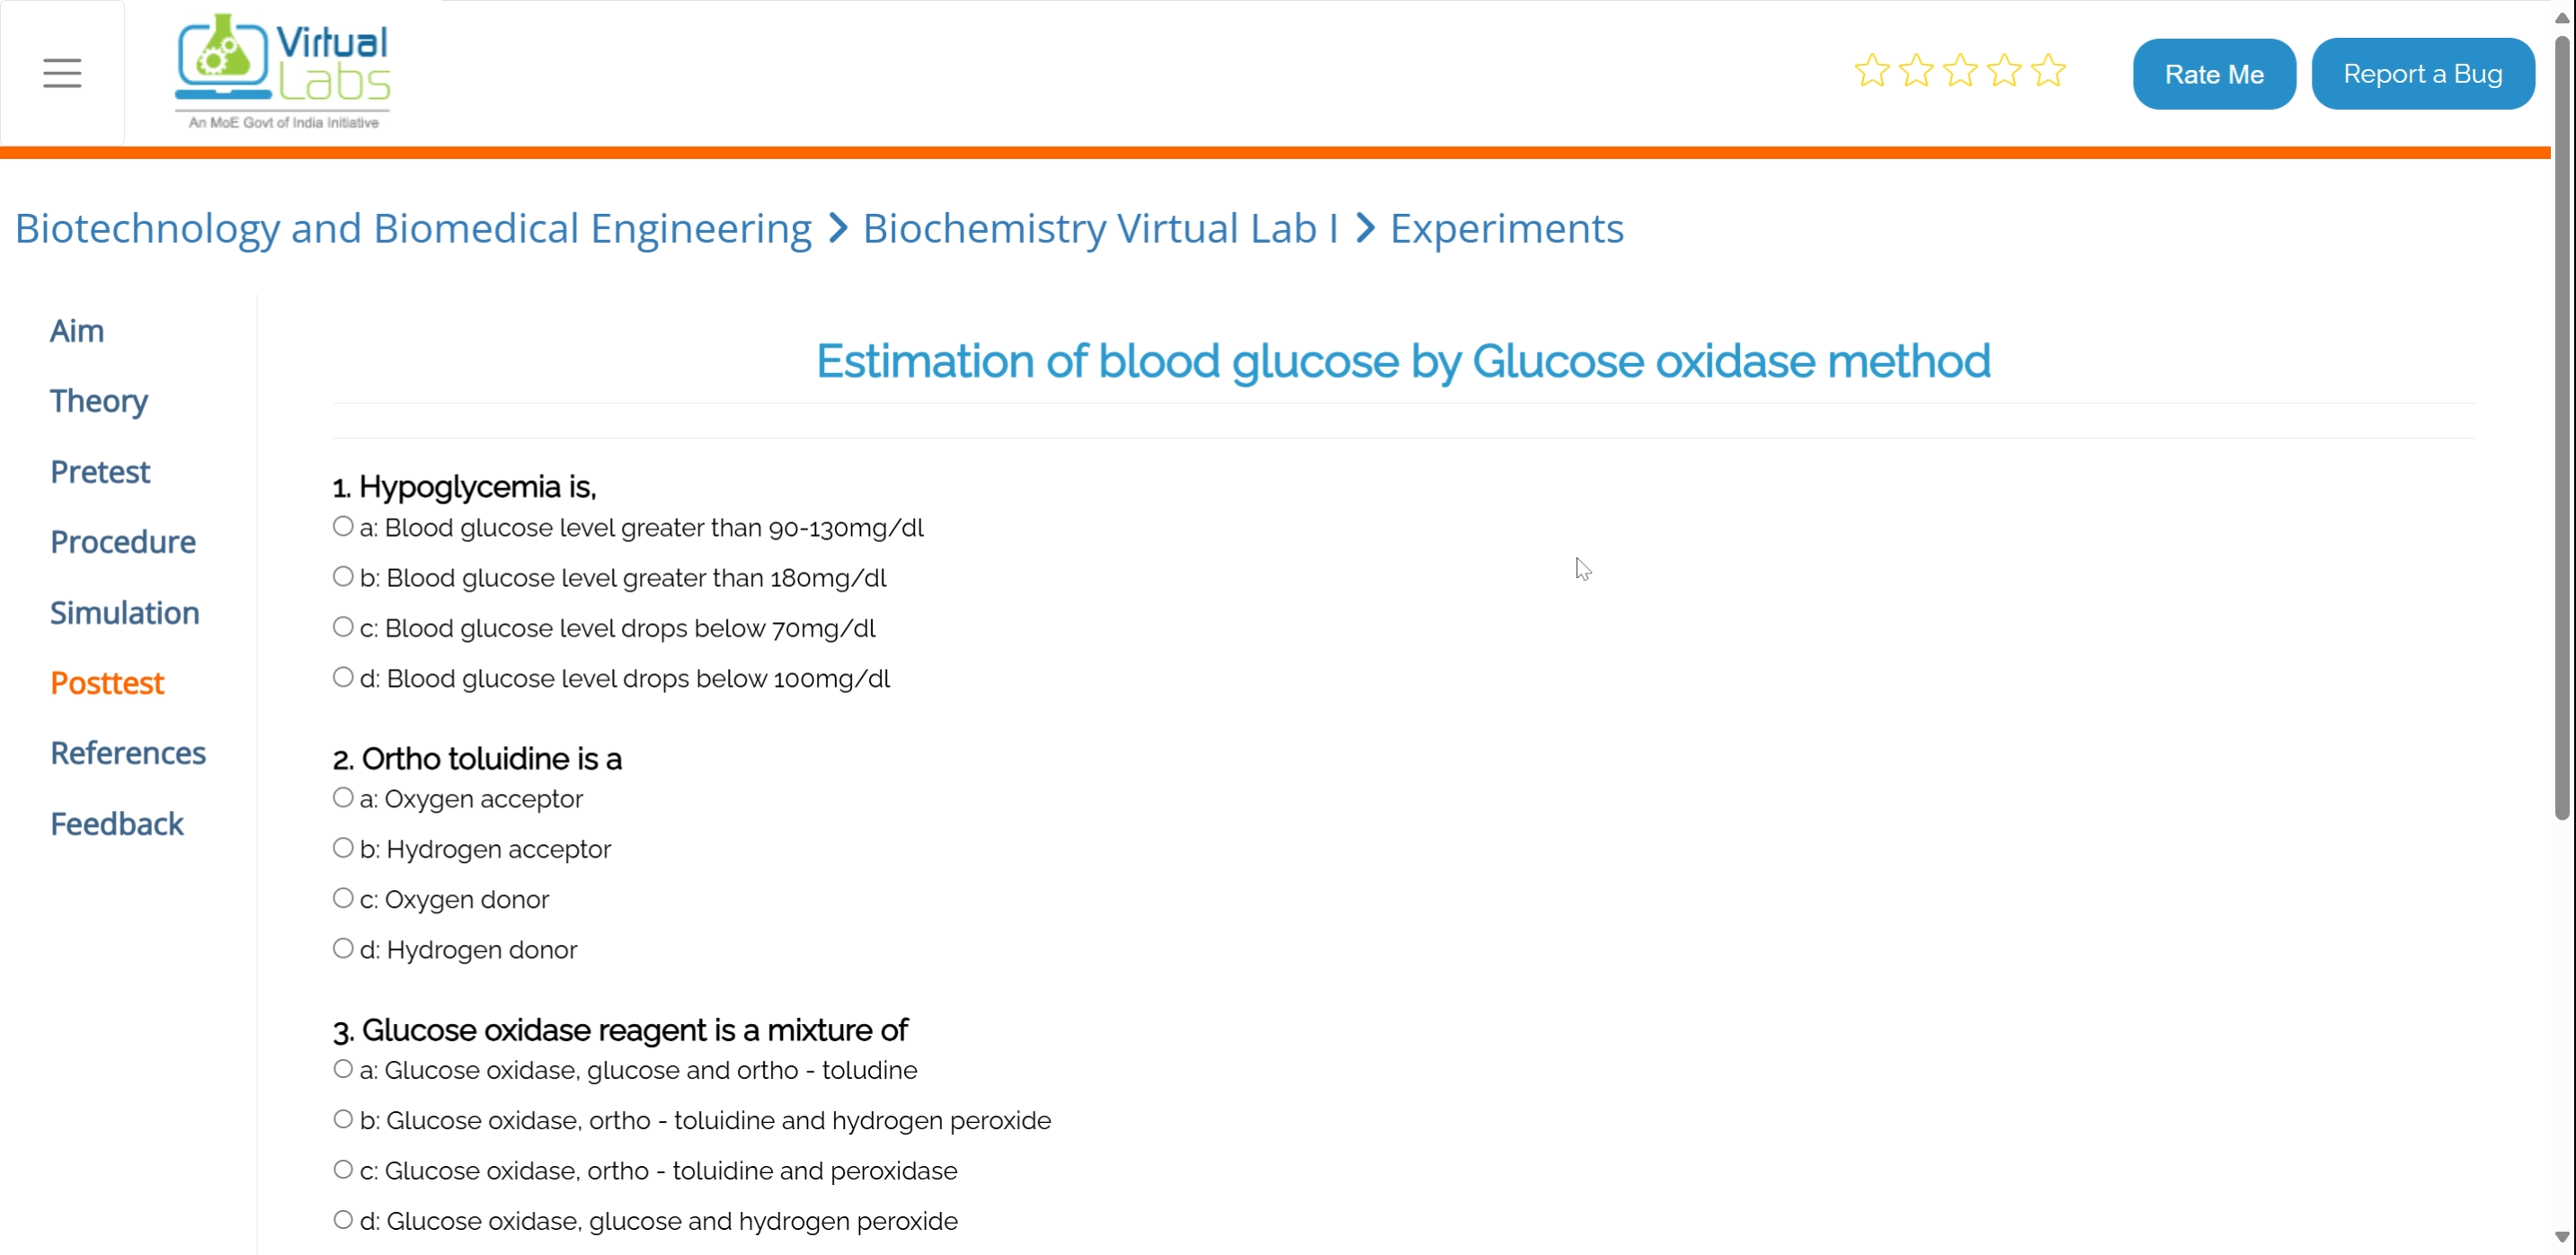 Virtual
Labs
An MoE Govt of India Initiative
Rate Me
Report a Bug
Biotechnology and Biomedical Engineering > Biochemistry Virtual Lab I > Experiments
Aim
Theory
Pretest
Procedure
Simulation
Posttest
References
Feedback
Estimation of blood glucose by Glucose oxidase method
1. Hypoglycemia is,
a: Blood glucose level greater than 90-130mg/dl
b: Blood glucose level greater than 180mg/dl
c: Blood glucose level drops below 70mg/dl
d: Blood glucose level drops below 100mg/dl
2. Ortho toluidine is a
a: Oxygen acceptor
b: Hydrogen acceptor
c: Oxygen donor
d: Hydrogen donor
3. Glucose oxidase reagent is a mixture of
a: Glucose oxidase, glucose and ortho - toludine
b: Glucose oxidase, ortho - toluidine and hydrogen peroxide
c: Glucose oxidase, ortho - toluidine and peroxidase
d: Glucose oxidase, glucose and hydrogen peroxide